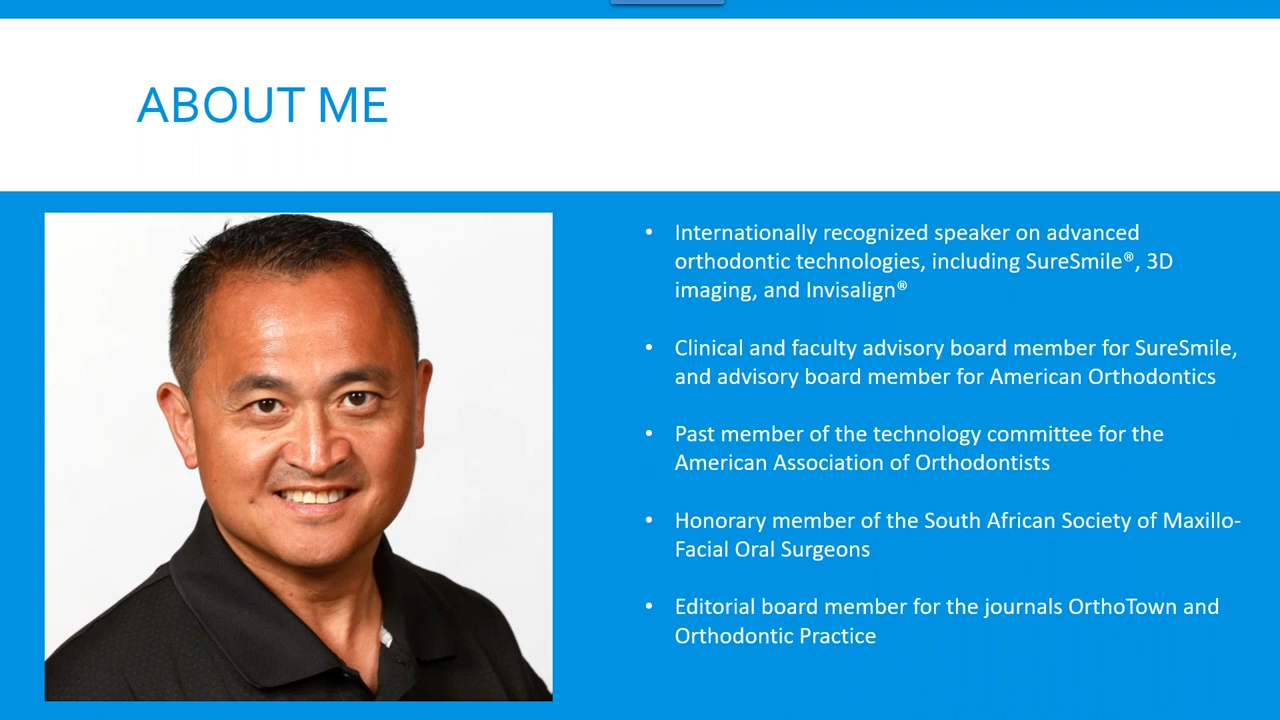 ABOUT ME
• Internationally recognized speaker on advanced
orthodontic technologies, including SureSmile®, 3D
imaging, and Invisalign®
• Clinical and faculty advisory board member for SureSmile,
and advisory board member for American Orthodontics
• Past member of the technology committee for the
American Association of Orthodontists
• Honorary member of the South African Society of Maxillo-
Facial Oral Surgeons
• Editorial board member for the journals OrthoTown and
Orthodontic Practice